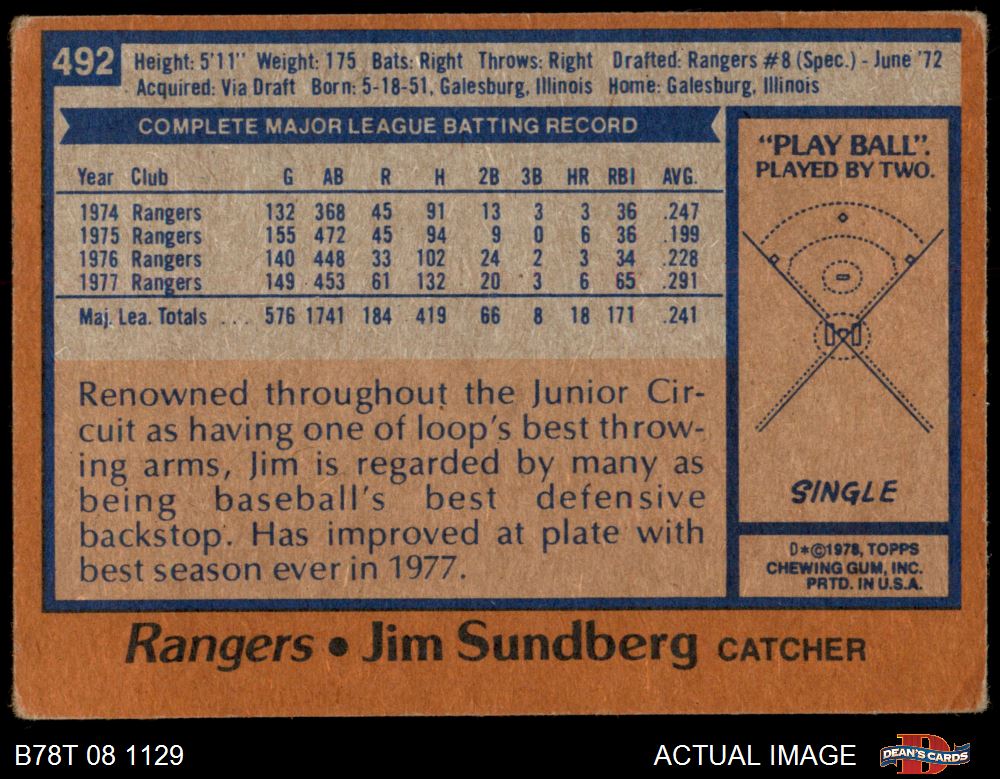 492
Height: 5'11" Weight: 175 Bats: Right Throws: Right Drafted: Rangers #8 (Spec.) - June '72
Acquired: Via Draft Born: 5-18-51, Galesburg, Illinois Home: Galesburg, Illinois
COMPLETE MAJOR LEAGUE BATTING RECORD
Year Club G AB R H 2B 3B HR RBI AVG.
1974 Rangers 132 368 45 91 13 3 3 36 .247
1975 Rangers 155 472 45 94 9 0 6 36 .199
1976 Rangers 140 448 33 102 24 2 3 34 .228
1977 Rangers 149 453 61 132 20 3 6 65 .291
Maj. Lea. Totals ... 576 1741 184 419 66 8 18 171 .241
Renowned throughout the Junior Cir-
cuit as having one of loop's best throw-
ing arms, Jim is regarded by many as
being baseball's best defensive
backstop. Has improved at plate with
best season ever in 1977.
"PLAY BALL".
PLAYED BY TWO.
SINGLE
D*©1978, TOPPS
CHEWING GUM, INC.
PRTD. IN U.S.A.
Rangers • Jim Sundberg CATCHER
B78T 08 1129
ACTUAL IMAGE
DEAN'S CARDS